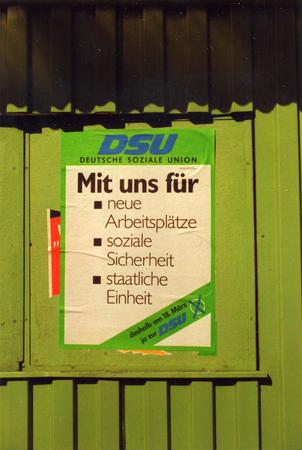 DSU
DEUTSCHE SOZIALE UNION
Mit uns für
neue
Arbeitsplätze
soziale
Sicherheit
staatliche
Einheit
deshalb am 18. März
ja zur DSU